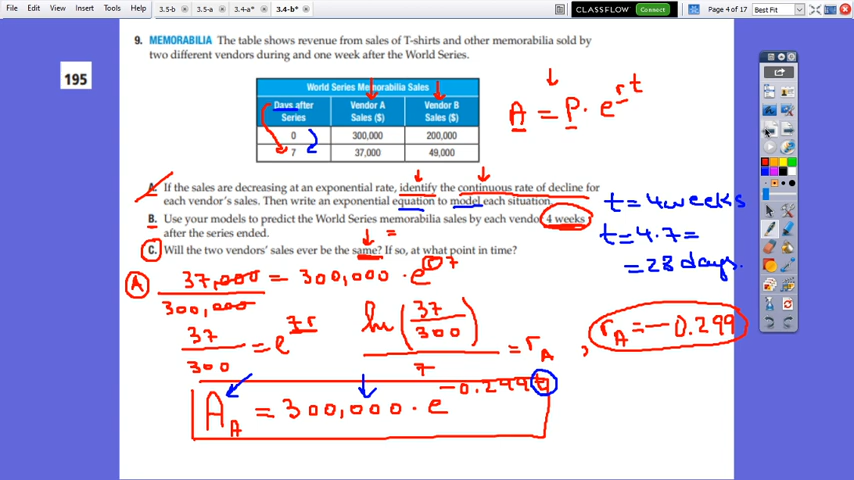 File Edit View Insert Tools Help 3.5-b 3.5-a 3.4-a* 3.4-b* CLASSFLOW Connect Page 4 of 17 Best Fit
195
9. MEMORABILIA The table shows revenue from sales of T-shirts and other memorabilia sold by
two different vendors during and one week after the World Series.
World Series Memorabilia Sales
Days after Series Vendor A Sales ($) Vendor B Sales ($)
0 300,000 200,000
7 37,000 49,000
A = P · e^rt
A. If the sales are decreasing at an exponential rate, identify the continuous rate of decline for
each vendor's sales. Then write an exponential equation to model each situation.
B. Use your models to predict the World Series memorabilia sales by each vendor 4 weeks
after the series ended.
C. Will the two vendors' sales ever be the same? If so, at what point in time?
t = 4 weeks
t = 4.7 =
= 28 days.
A 37,000/300,000 = 300,000 · e^r7
37/300 = e^7r
ln(37/300)/7 = rA , rA = -0.299
AA = 300,000 · e^-0.299t